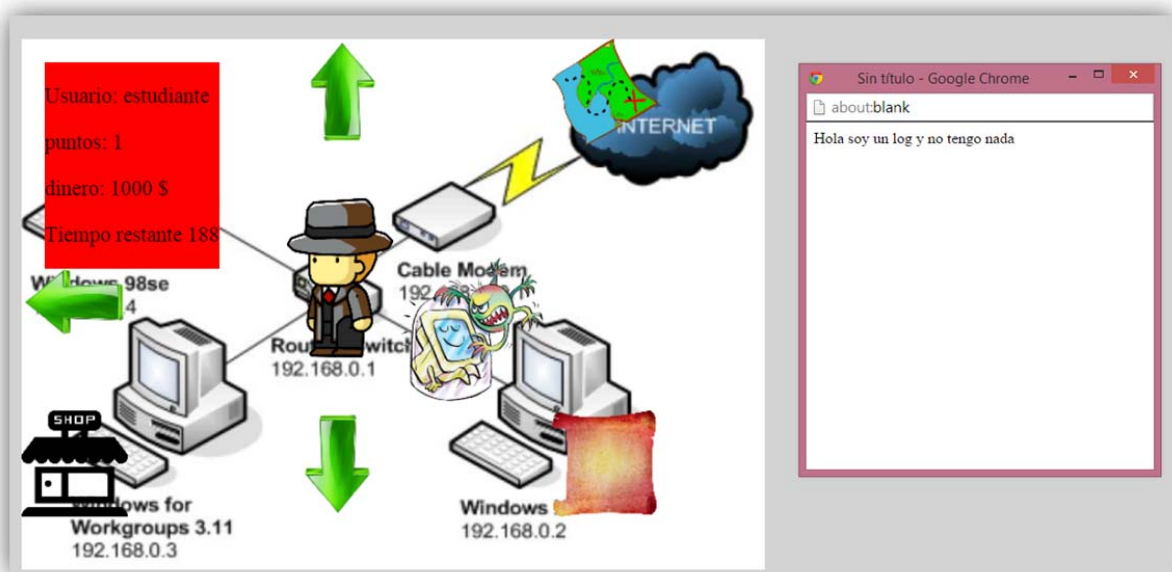 Usuario: estudiante
puntos: 1
dinero: 1000 $
Tiempo restante 188
INTERNET
Cable Modem
192.
98se
4
192.168.0.1
SHOP
Windows for
Workgroups 3.11
192.168.0.3
Windows
192.168.0.2
Sin título - Google Chrome
about:blank
Hola soy un log y no tengo nada